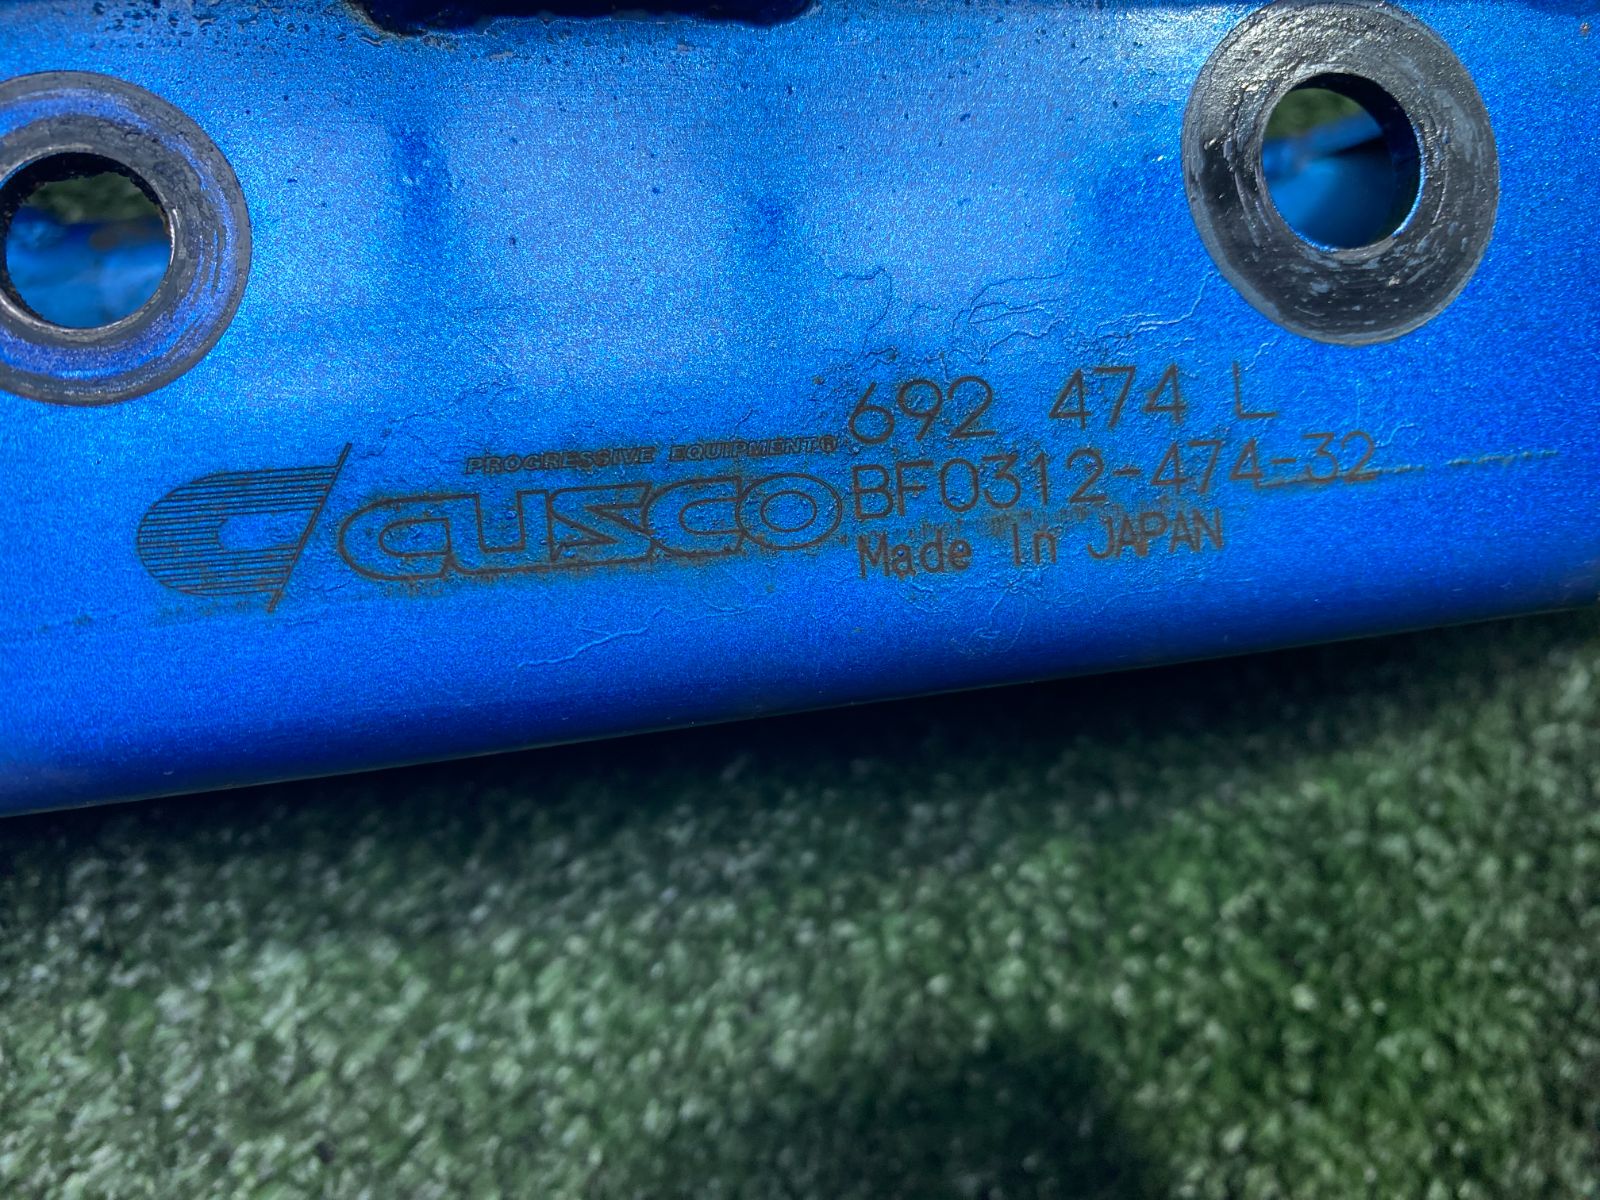 PROGRESSIVE EQUIPMENT®
CUSCO
692 474 L
BF0312-474-32
Made In JAPAN